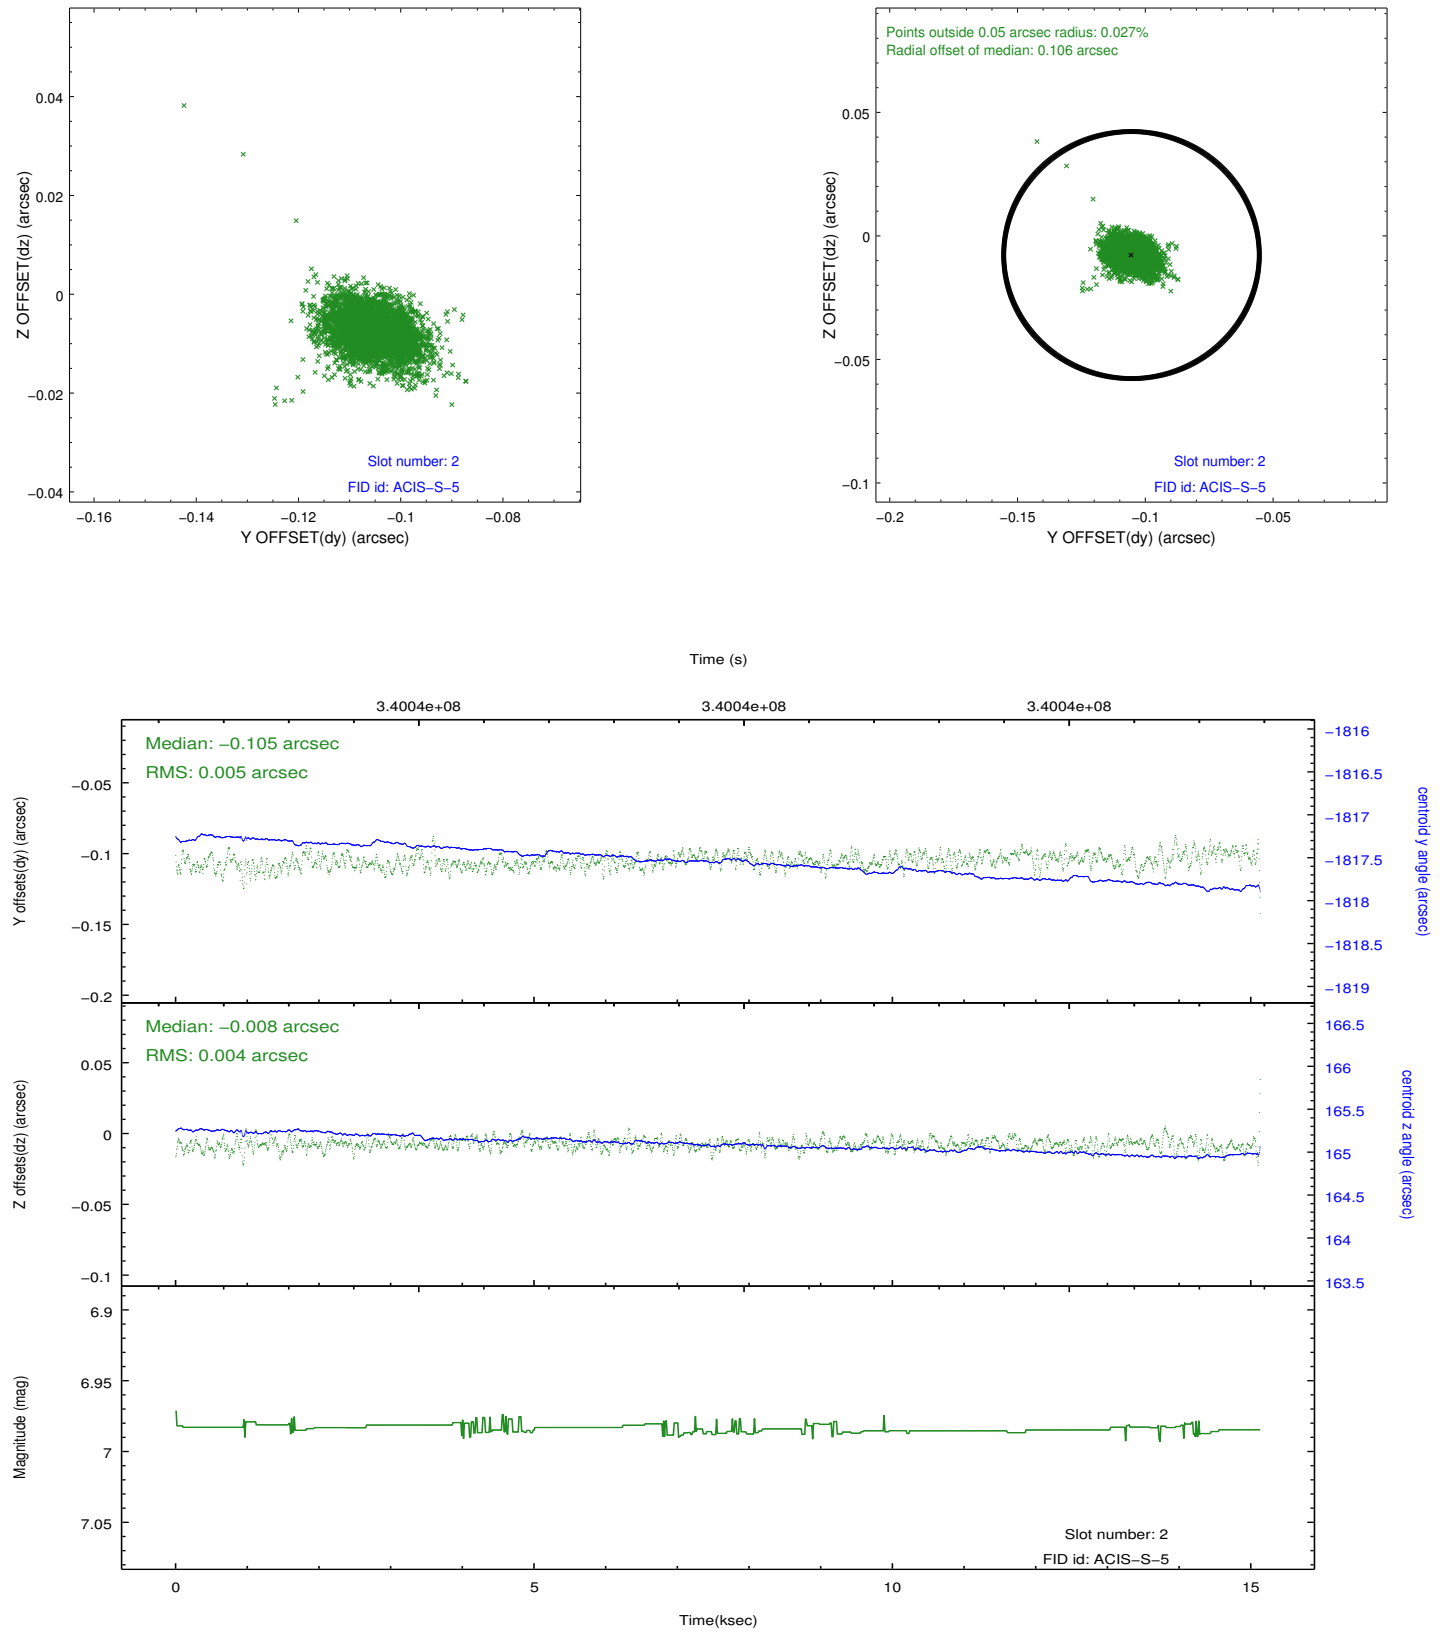 0.04
0.02
0
−0.02
−0.04
Z OFFSET(dz) (arcsec)
Slot number: 2
FID id: ACIS−S−5
−0.16
−0.14
−0.12
−0.1
−0.08
Y OFFSET(dy) (arcsec)
Points outside 0.05 arcsec radius: 0.027%
Radial offset of median: 0.106 arcsec
0.05
0
−0.05
−0.1
Z OFFSET(dz) (arcsec)
Slot number: 2
FID id: ACIS−S−5
−0.2
−0.15
−0.1
−0.05
Y OFFSET(dy) (arcsec)
Time (s)
3.4004e+08
3.4004e+08
3.4004e+08
Median: −0.105 arcsec
RMS: 0.005 arcsec
−0.05
−0.1
−0.15
−0.2
Y offsets(dy) (arcsec)
−1816
−1816.5
−1817
−1817.5
−1818
−1818.5
−1819
centroid y angle (arcsec)
Median: −0.008 arcsec
RMS: 0.004 arcsec
0.05
0
−0.05
−0.1
Z offsets(dz) (arcsec)
166.5
166
165.5
165
164.5
164
163.5
centroid z angle (arcsec)
6.9
6.95
7
7.05
Magnitude (mag)
Slot number: 2
FID id: ACIS−S−5
0
5
10
15
Time(ksec)